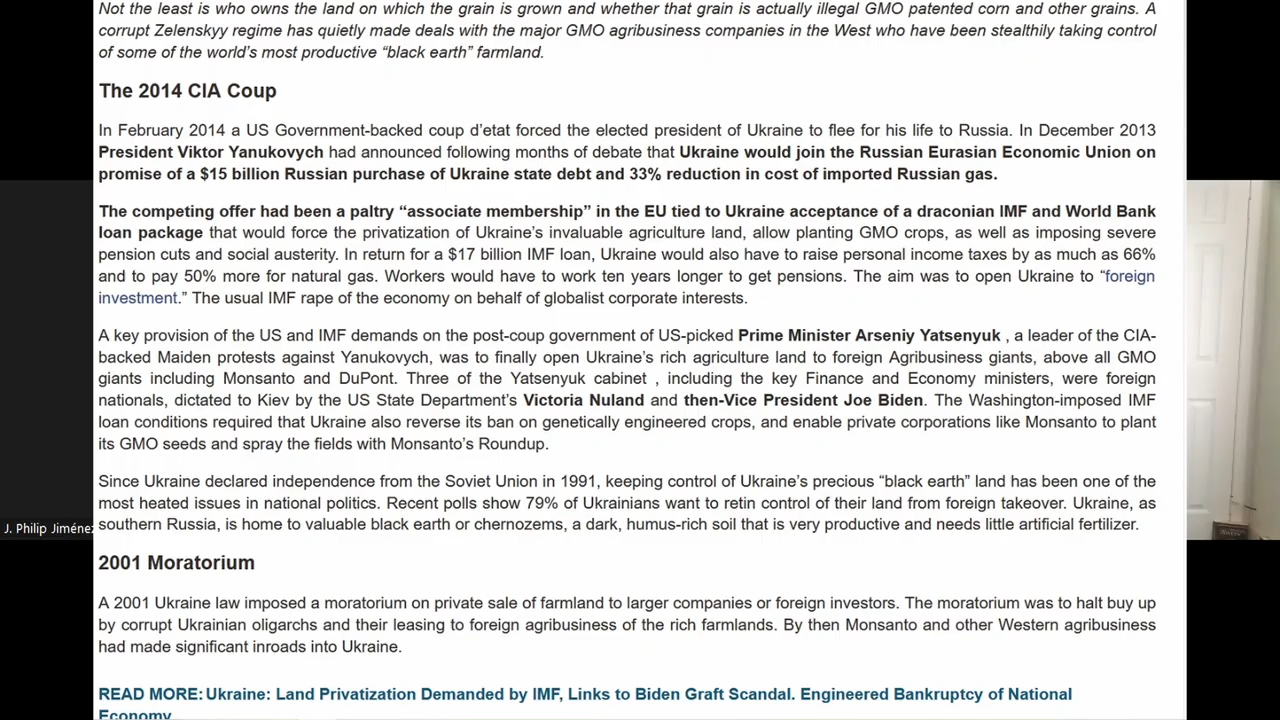 Not the least is who owns the land on which the grain is grown and whether that grain is actually illegal GMO patented corn and other grains. A
corrupt Zelenskyy regime has quietly made deals with the major GMO agribusiness companies in the West who have been stealthily taking control
of some of the world’s most productive “black earth” farmland.
The 2014 CIA Coup
In February 2014 a US Government-backed coup d’etat forced the elected president of Ukraine to flee for his life to Russia. In December 2013
President Viktor Yanukovych had announced following months of debate that Ukraine would join the Russian Eurasian Economic Union on
promise of a $15 billion Russian purchase of Ukraine state debt and 33% reduction in cost of imported Russian gas.
The competing offer had been a paltry “associate membership” in the EU tied to Ukraine acceptance of a draconian IMF and World Bank
loan package that would force the privatization of Ukraine’s invaluable agriculture land, allow planting GMO crops, as well as imposing severe
pension cuts and social austerity. In return for a $17 billion IMF loan, Ukraine would also have to raise personal income taxes by as much as 66%
and to pay 50% more for natural gas. Workers would have to work ten years longer to get pensions. The aim was to open Ukraine to “foreign
investment.” The usual IMF rape of the economy on behalf of globalist corporate interests.
A key provision of the US and IMF demands on the post-coup government of US-picked Prime Minister Arseniy Yatsenyuk , a leader of the CIA-
backed Maiden protests against Yanukovych, was to finally open Ukraine’s rich agriculture land to foreign Agribusiness giants, above all GMO
giants including Monsanto and DuPont. Three of the Yatsenyuk cabinet , including the key Finance and Economy ministers, were foreign
nationals, dictated to Kiev by the US State Department’s Victoria Nuland and then-Vice President Joe Biden. The Washington-imposed IMF
loan conditions required that Ukraine also reverse its ban on genetically engineered crops, and enable private corporations like Monsanto to plant
its GMO seeds and spray the fields with Monsanto’s Roundup.
Since Ukraine declared independence from the Soviet Union in 1991, keeping control of Ukraine’s precious “black earth” land has been one of the
most heated issues in national politics. Recent polls show 79% of Ukrainians want to retin control of their land from foreign takeover. Ukraine, as
southern Russia, is home to valuable black earth or chernozems, a dark, humus-rich soil that is very productive and needs little artificial fertilizer.
J. Philip Jiménez
2001 Moratorium
A 2001 Ukraine law imposed a moratorium on private sale of farmland to larger companies or foreign investors. The moratorium was to halt buy up
by corrupt Ukrainian oligarchs and their leasing to foreign agribusiness of the rich farmlands. By then Monsanto and other Western agribusiness
had made significant inroads into Ukraine.
READ MORE: Ukraine: Land Privatization Demanded by IMF, Links to Biden Graft Scandal. Engineered Bankruptcy of National
Economy